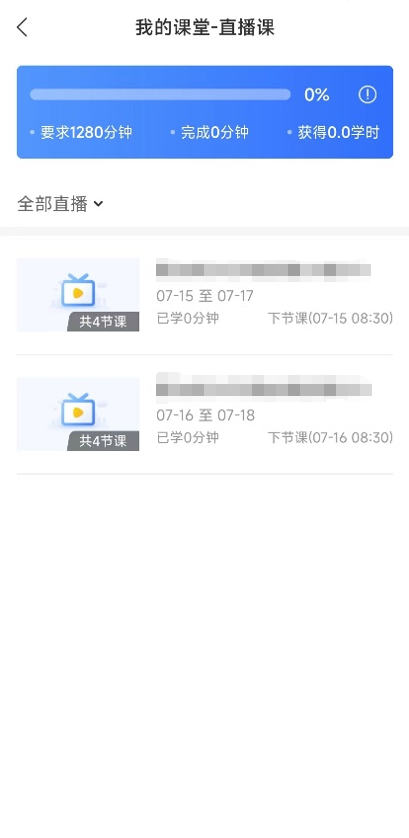 我的课堂-直播课
0%
要求1280分钟 完成0分钟 获得0.0学时
全部直播
07-15 至 07-17
共4节课 已学0分钟 下节课(07-15 08:30)
07-16 至 07-18
共4节课 已学0分钟 下节课(07-16 08:30)